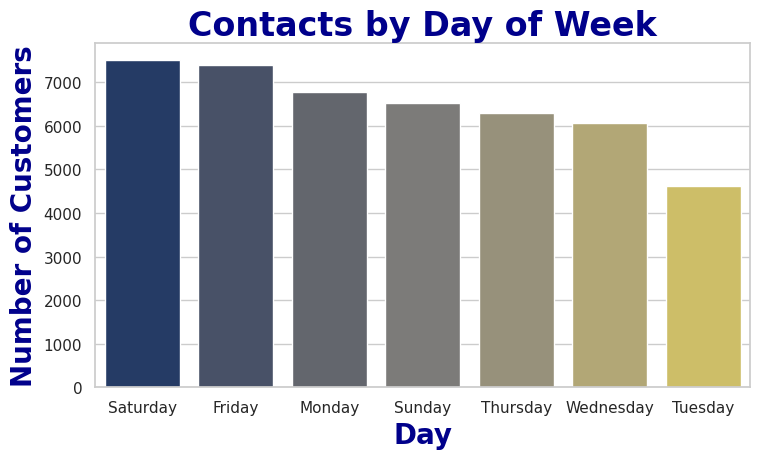 Contacts by Day of Week
Number of Customers
7000
6000
5000
4000
3000
2000
1000
0
Saturday Friday Monday Sunday Thursday Wednesday Tuesday
Day